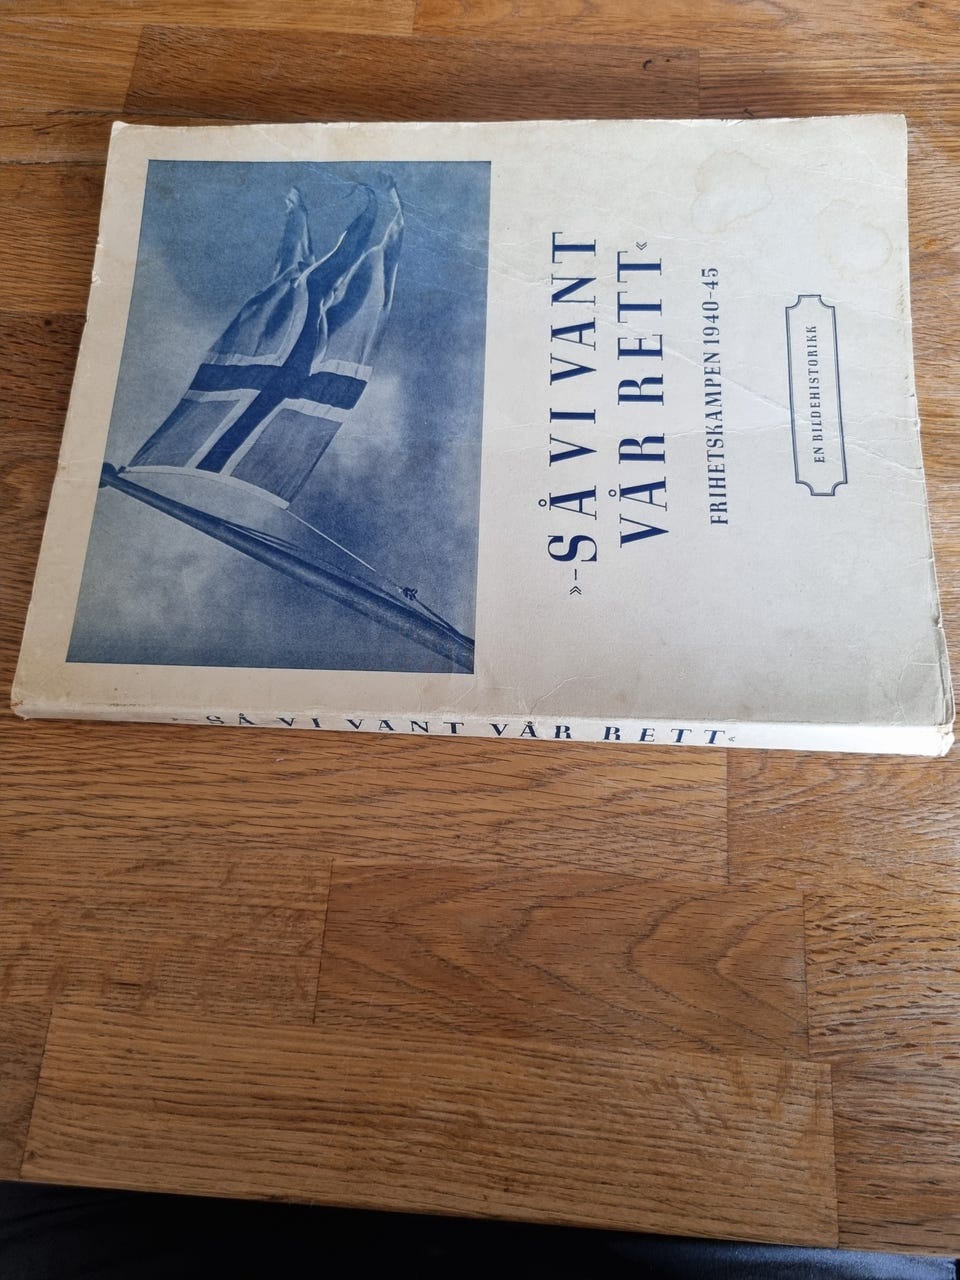 »–SÅ VI VANT
VÅR RETT«
FRIHETSKAMPEN 1940-45
EN BILDEHISTORIKK
»–SÅ VI VANT VÅR RETT«